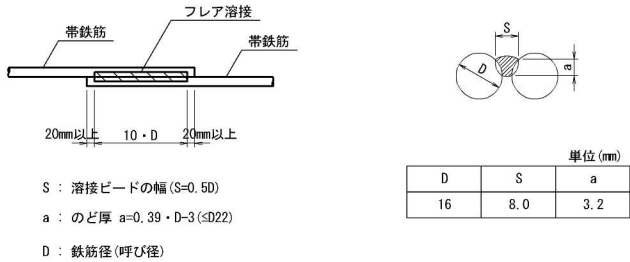 フレア溶接
帯鉄筋
帯鉄筋
20mm以上
10・D
20mm以上
S
D
a
S : 溶接ビードの幅(S=0.5D)
a : のど厚 a=0.39・D-3(≦D22)
D : 鉄筋径(呼び径)
単位(mm)
D S a
16 8.0 3.2